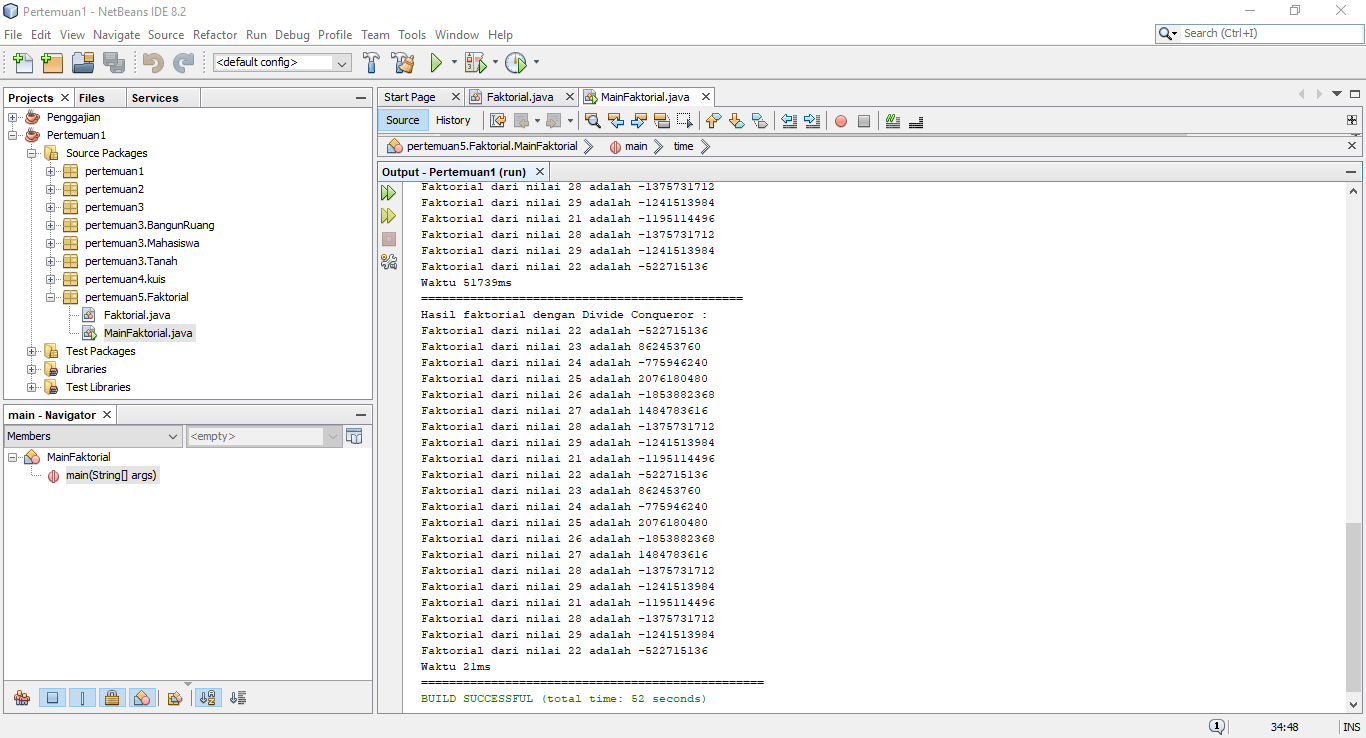 Pertemuan1 - NetBeans IDE 8.2
File Edit View Navigate Source Refactor Run Debug Profile Team Tools Window Help
Search (Ctrl+I)
<default config>
Projects Files Services
Penggajian
Pertemuan1
Source Packages
pertemuan1
pertemuan2
pertemuan3
pertemuan3.BangunRuang
pertemuan3.Mahasiswa
pertemuan3.Tanah
pertemuan4.kuis
pertemuan5.Faktorial
Faktorial.java
MainFaktorial.java
Test Packages
Libraries
Test Libraries
main - Navigator
Members <empty>
MainFaktorial
main(String[] args)
Start Page Faktorial.java MainFaktorial.java
Source History
pertemuan5.Faktorial.MainFaktorial main time
Output - Pertemuan1 (run)
Faktorial dari nilai 28 adalah -1375731712
Faktorial dari nilai 29 adalah -1241513984
Faktorial dari nilai 21 adalah -1195114496
Faktorial dari nilai 28 adalah -1375731712
Faktorial dari nilai 29 adalah -1241513984
Faktorial dari nilai 22 adalah -522715136
Waktu 51739ms
==============================================
Hasil faktorial dengan Divide Conqueror :
Faktorial dari nilai 22 adalah -522715136
Faktorial dari nilai 23 adalah 862453760
Faktorial dari nilai 24 adalah -775946240
Faktorial dari nilai 25 adalah 2076180480
Faktorial dari nilai 26 adalah -1853882368
Faktorial dari nilai 27 adalah 1484783616
Faktorial dari nilai 28 adalah -1375731712
Faktorial dari nilai 29 adalah -1241513984
Faktorial dari nilai 21 adalah -1195114496
Faktorial dari nilai 22 adalah -522715136
Faktorial dari nilai 23 adalah 862453760
Faktorial dari nilai 24 adalah -775946240
Faktorial dari nilai 25 adalah 2076180480
Faktorial dari nilai 26 adalah -1853882368
Faktorial dari nilai 27 adalah 1484783616
Faktorial dari nilai 28 adalah -1375731712
Faktorial dari nilai 29 adalah -1241513984
Faktorial dari nilai 21 adalah -1195114496
Faktorial dari nilai 28 adalah -1375731712
Faktorial dari nilai 29 adalah -1241513984
Faktorial dari nilai 22 adalah -522715136
Waktu 21ms
=================================================
BUILD SUCCESSFUL (total time: 52 seconds)
1 34:48 INS